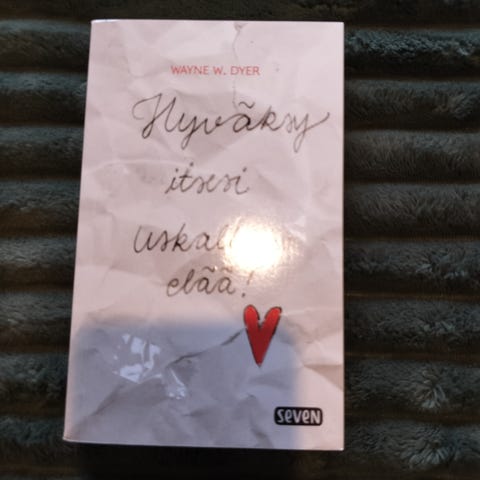 WAYNE W. DYER
Hyväksy
itsesi
elää!
seven